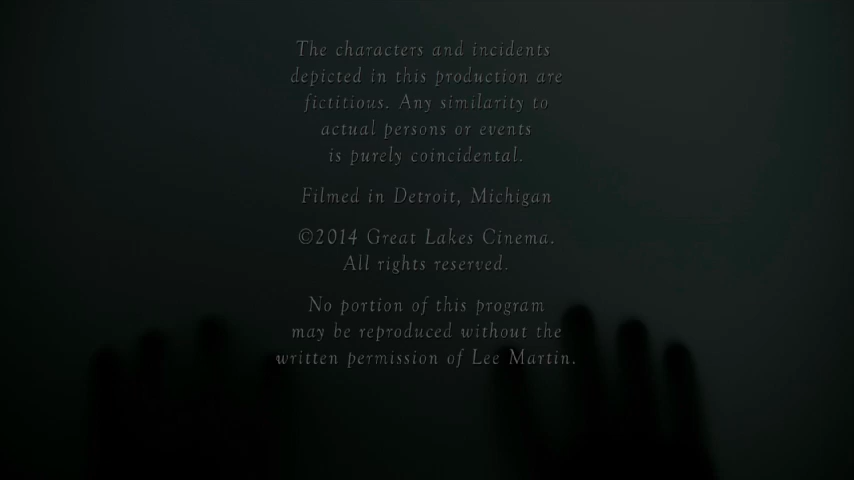 The characters and incidents
depicted in this production are
fictitious. Any similarity to
actual persons or events
is purely coincidental.
Filmed in Detroit, Michigan
©2014 Great Lakes Cinema.
All rights reserved.
No portion of this program
may be reproduced without the
written permission of Lee Martin.